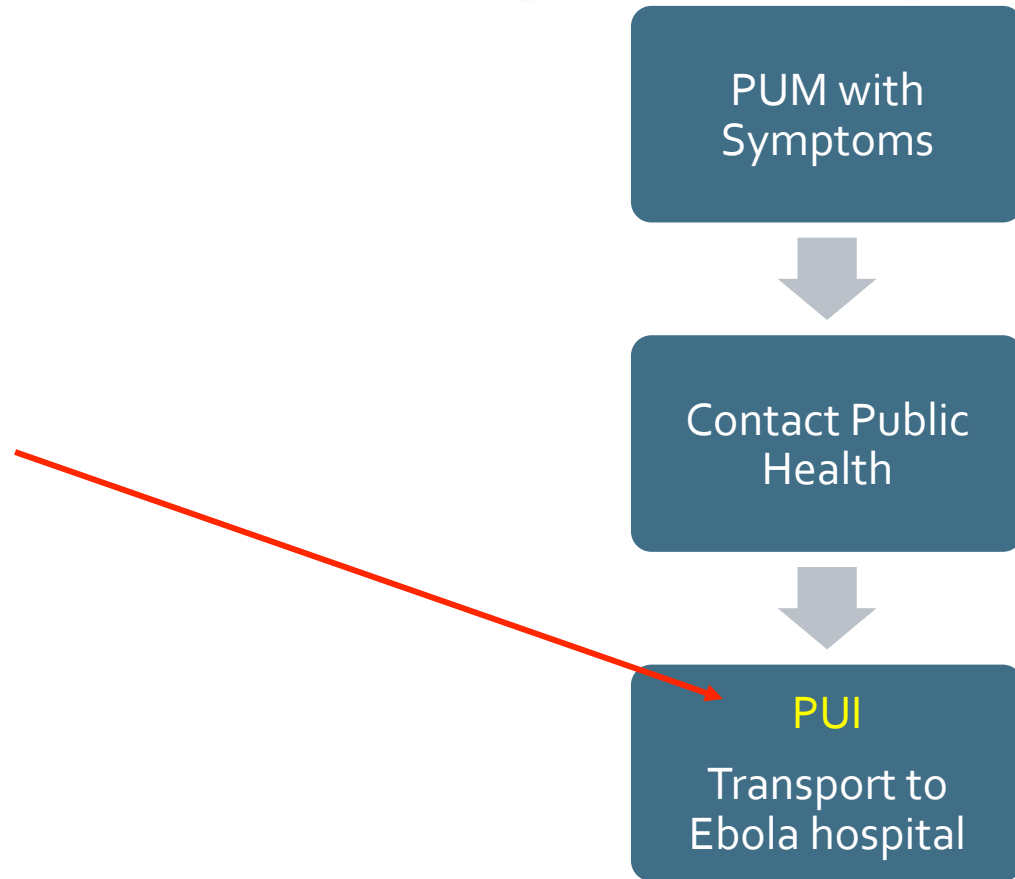 PUM with
Symptoms
Contact Public
Health
PUI
Transport to
Ebola hospital